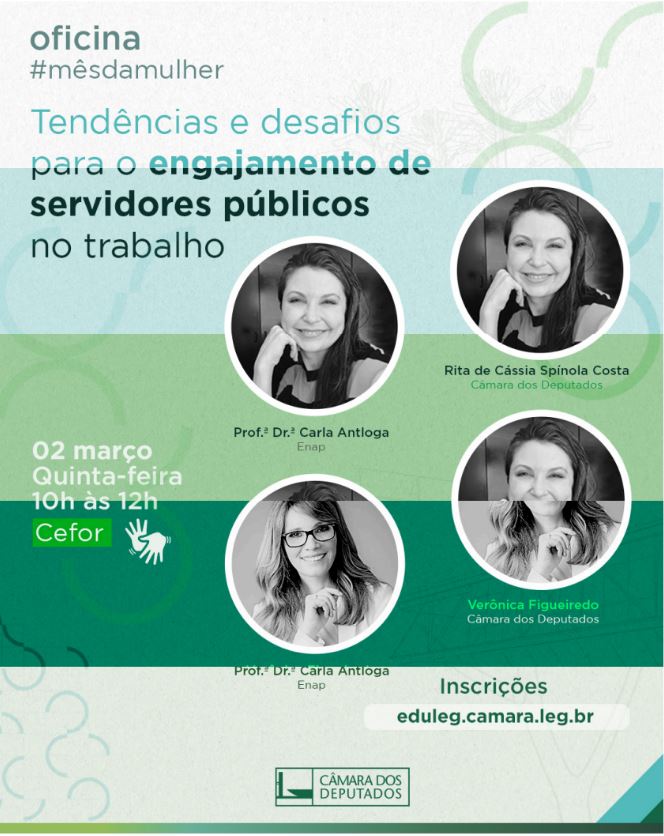 oficina
#mêsdamulher
Tendências e desafios
para o engajamento de
servidores públicos
no trabalho
Rita de Cássia Spínola Costa
Câmara dos Deputados
Prof.ª Dr.ª Carla Antloga
Enap
02 março
Quinta-feira
10h às 12h
Cefor
Verônica Figueiredo
Câmara dos Deputados
Prof.ª Dr.ª Carla Antloga
Enap
Inscrições
eduleg.camara.leg.br
CÂMARA DOS
DEPUTADOS